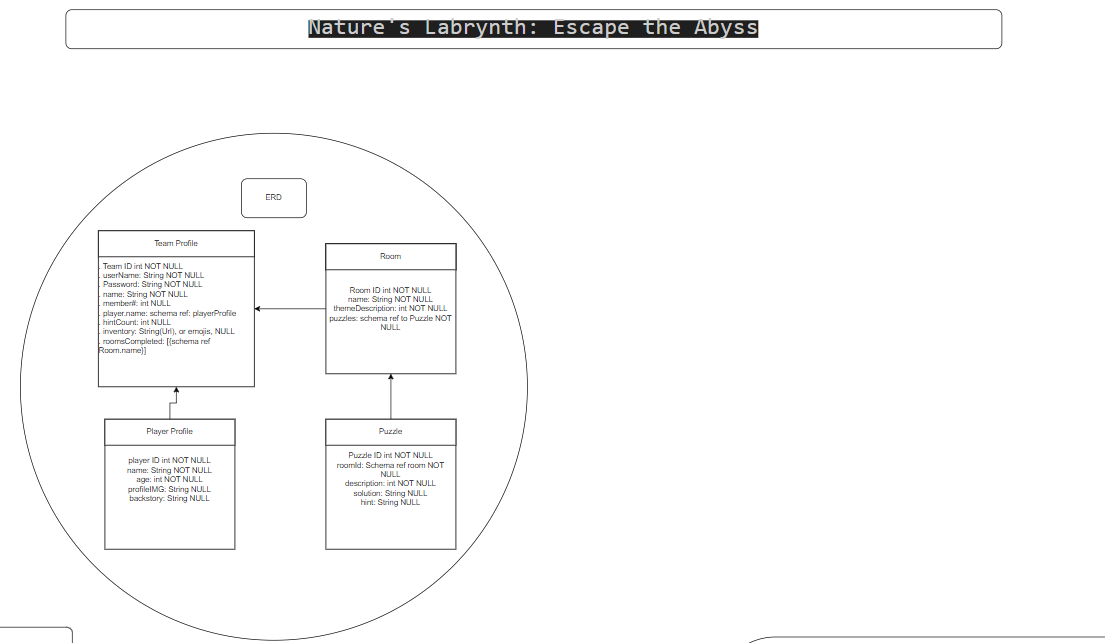 Nature's Labrynth: Escape the Abyss
ERD
Team Profile
. Team ID int NOT NULL
. userName: String NOT NULL
. Password: String NOT NULL
. name: String NOT NULL
. member#: int NULL
. player.name: schema ref: playerProfile
. hintCount: int NULL
. inventory: String(Url), or emojis, NULL
. roomsCompleted: [{schema ref
Room.name}]
Room
Room ID int NOT NULL
name: String NOT NULL
themeDescription: int NOT NULL
puzzles: schema ref to Puzzle NOT
NULL
Player Profile
player ID int NOT NULL
name: String NOT NULL
age: int NOT NULL
profileIMG: String NULL
backstory: String NULL
Puzzle
Puzzle ID int NOT NULL
roomId: Schema ref room NOT
NULL
description: int NOT NULL
solution: String NULL
hint: String NULL